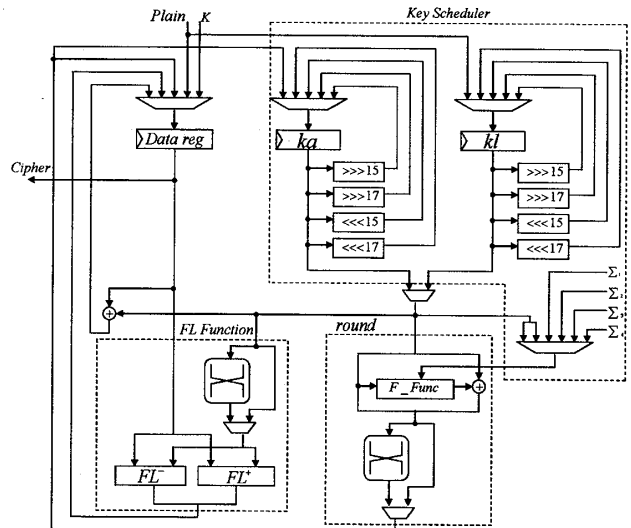 Key Scheduler
Plain
K
Data reg
ka
kl
Cipher
>>>15
>>>17
<<<15
<<<17
>>>15
>>>17
<<<15
<<<17
Σ
Σ
Σ
Σ
FL Function
round
F_Func
FL⁻
FL⁺